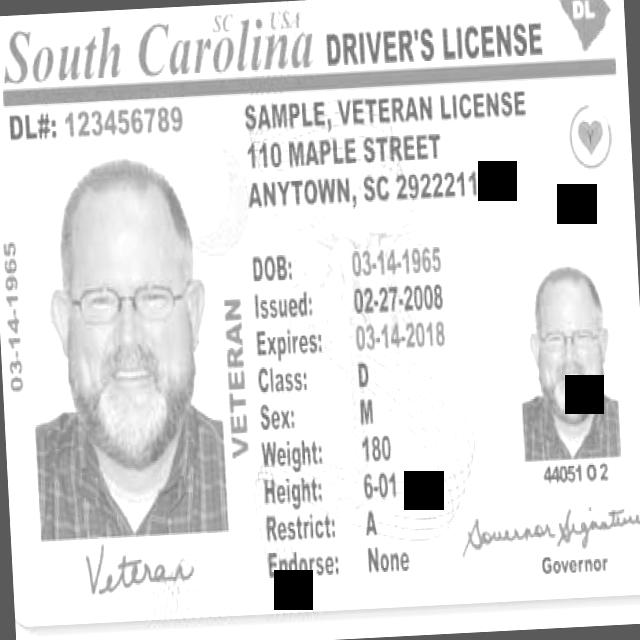 SC USA
South Carolina DRIVER'S LICENSE
DL
DL#: 123456789
SAMPLE, VETERAN LICENSE
110 MAPLE STREET
ANYTOWN, SC 2922211
03-14-1965
VETERAN
DOB: 03-14-1965
Issued: 02-27-2008
Expires: 03-14-2018
Class: D
Sex: M
Weight: 180
Height: 6-01
Restrict: A
Endorse: None
44051 O 2
Veteran
Governor Signature
Governor